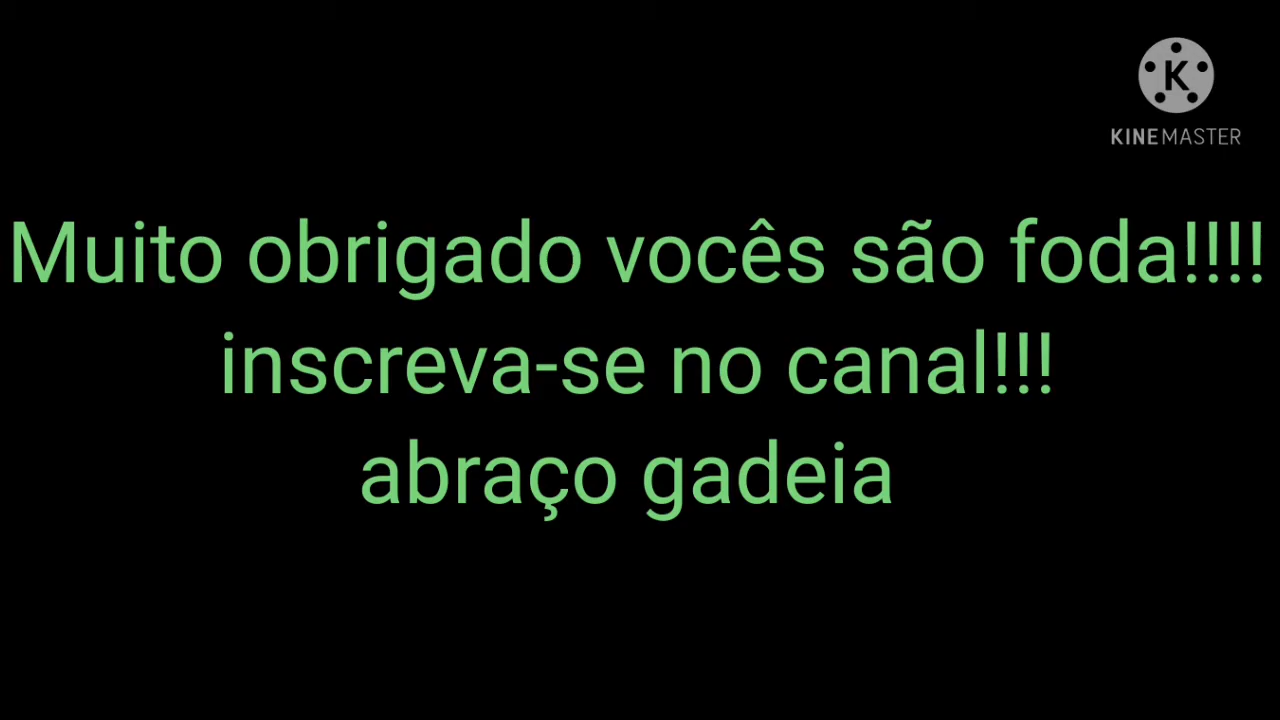 K
KINEMASTER
Muito obrigado vocês são foda!!!!
inscreva-se no canal!!!
abraço gadeia